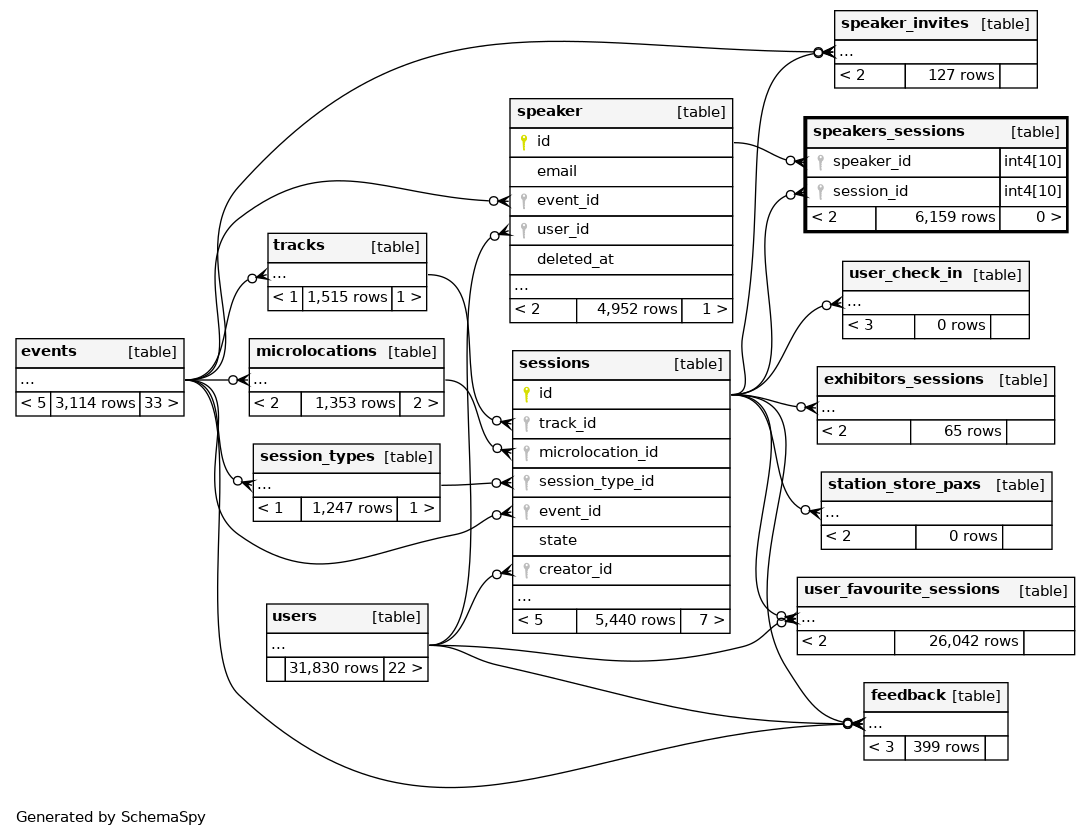 speaker_invites [table]
...
< 2 127 rows
speaker [table]
id
email
event_id
user_id
deleted_at
...
< 2 4,952 rows 1 >
speakers_sessions [table]
speaker_id int4[10]
session_id int4[10]
< 2 6,159 rows 0 >
tracks [table]
...
< 1 1,515 rows 1 >
user_check_in [table]
...
< 3 0 rows
events [table]
...
< 5 3,114 rows 33 >
microlocations [table]
...
< 2 1,353 rows 2 >
sessions [table]
id
track_id
microlocation_id
session_type_id
event_id
state
creator_id
...
< 5 5,440 rows 7 >
exhibitors_sessions [table]
...
< 2 65 rows
session_types [table]
...
< 1 1,247 rows 1 >
station_store_paxs [table]
...
< 2 0 rows
users [table]
...
31,830 rows 22 >
user_favourite_sessions [table]
...
< 2 26,042 rows
feedback [table]
...
< 3 399 rows
Generated by SchemaSpy